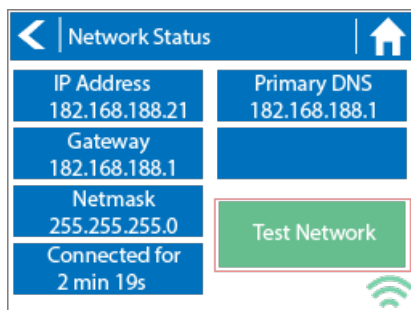 Network Status
IP Address
182.168.188.21
Gateway
182.168.188.1
Netmask
255.255.255.0
Connected for
2 min 19s
Primary DNS
182.168.188.1
Test Network